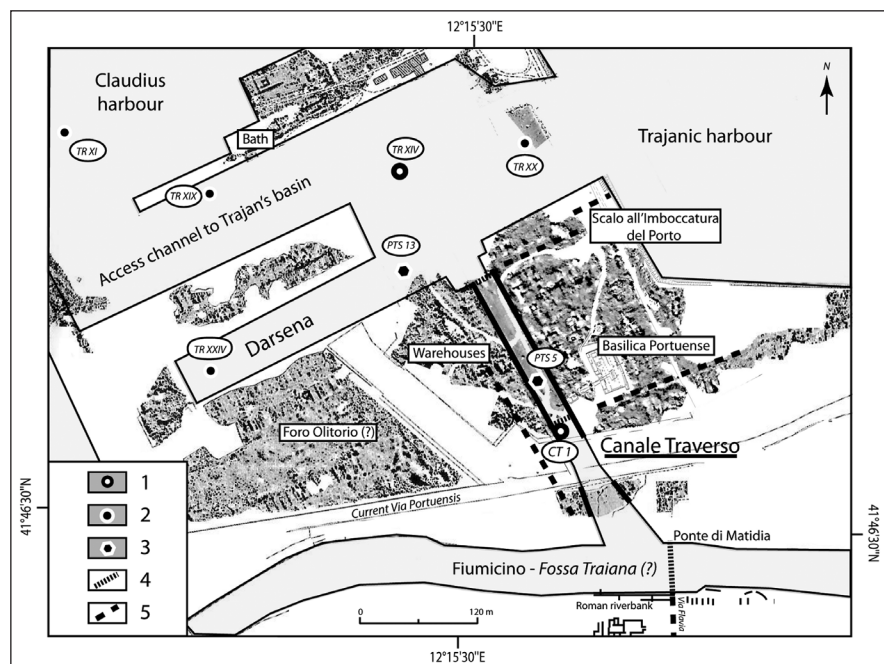 12°15'30"E
Claudius
harbour
N
TR XI
Bath
TR XIV
TR XX
Trajanic harbour
TR XIX
Access channel to Trajan's basin
Scalo all'Imboccatura
del Porto
PTS 13
Darsena
TR XXIV
Warehouses
PTS 5
Basilica Portuense
Foro Olitorio (?)
CT 1
Canale Traverso
1
2
3
4
5
41°46'30"N
41°46'30"N
Current Via Portuensis
Ponte di Matidia
Fiumicino - Fossa Traiana (?)
Roman riverbank
Via Flavia
0
120 m
12°15'30"E